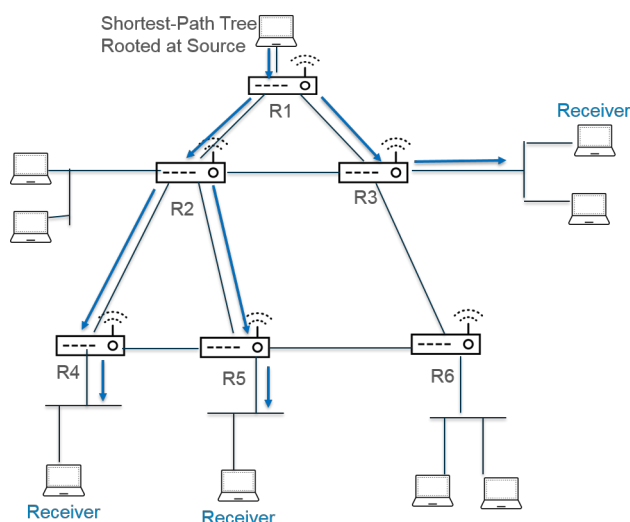 Shortest-Path Tree
Rooted at Source
R1
Receiver
R2
R3
R4
R5
R6
Receiver
Receiver